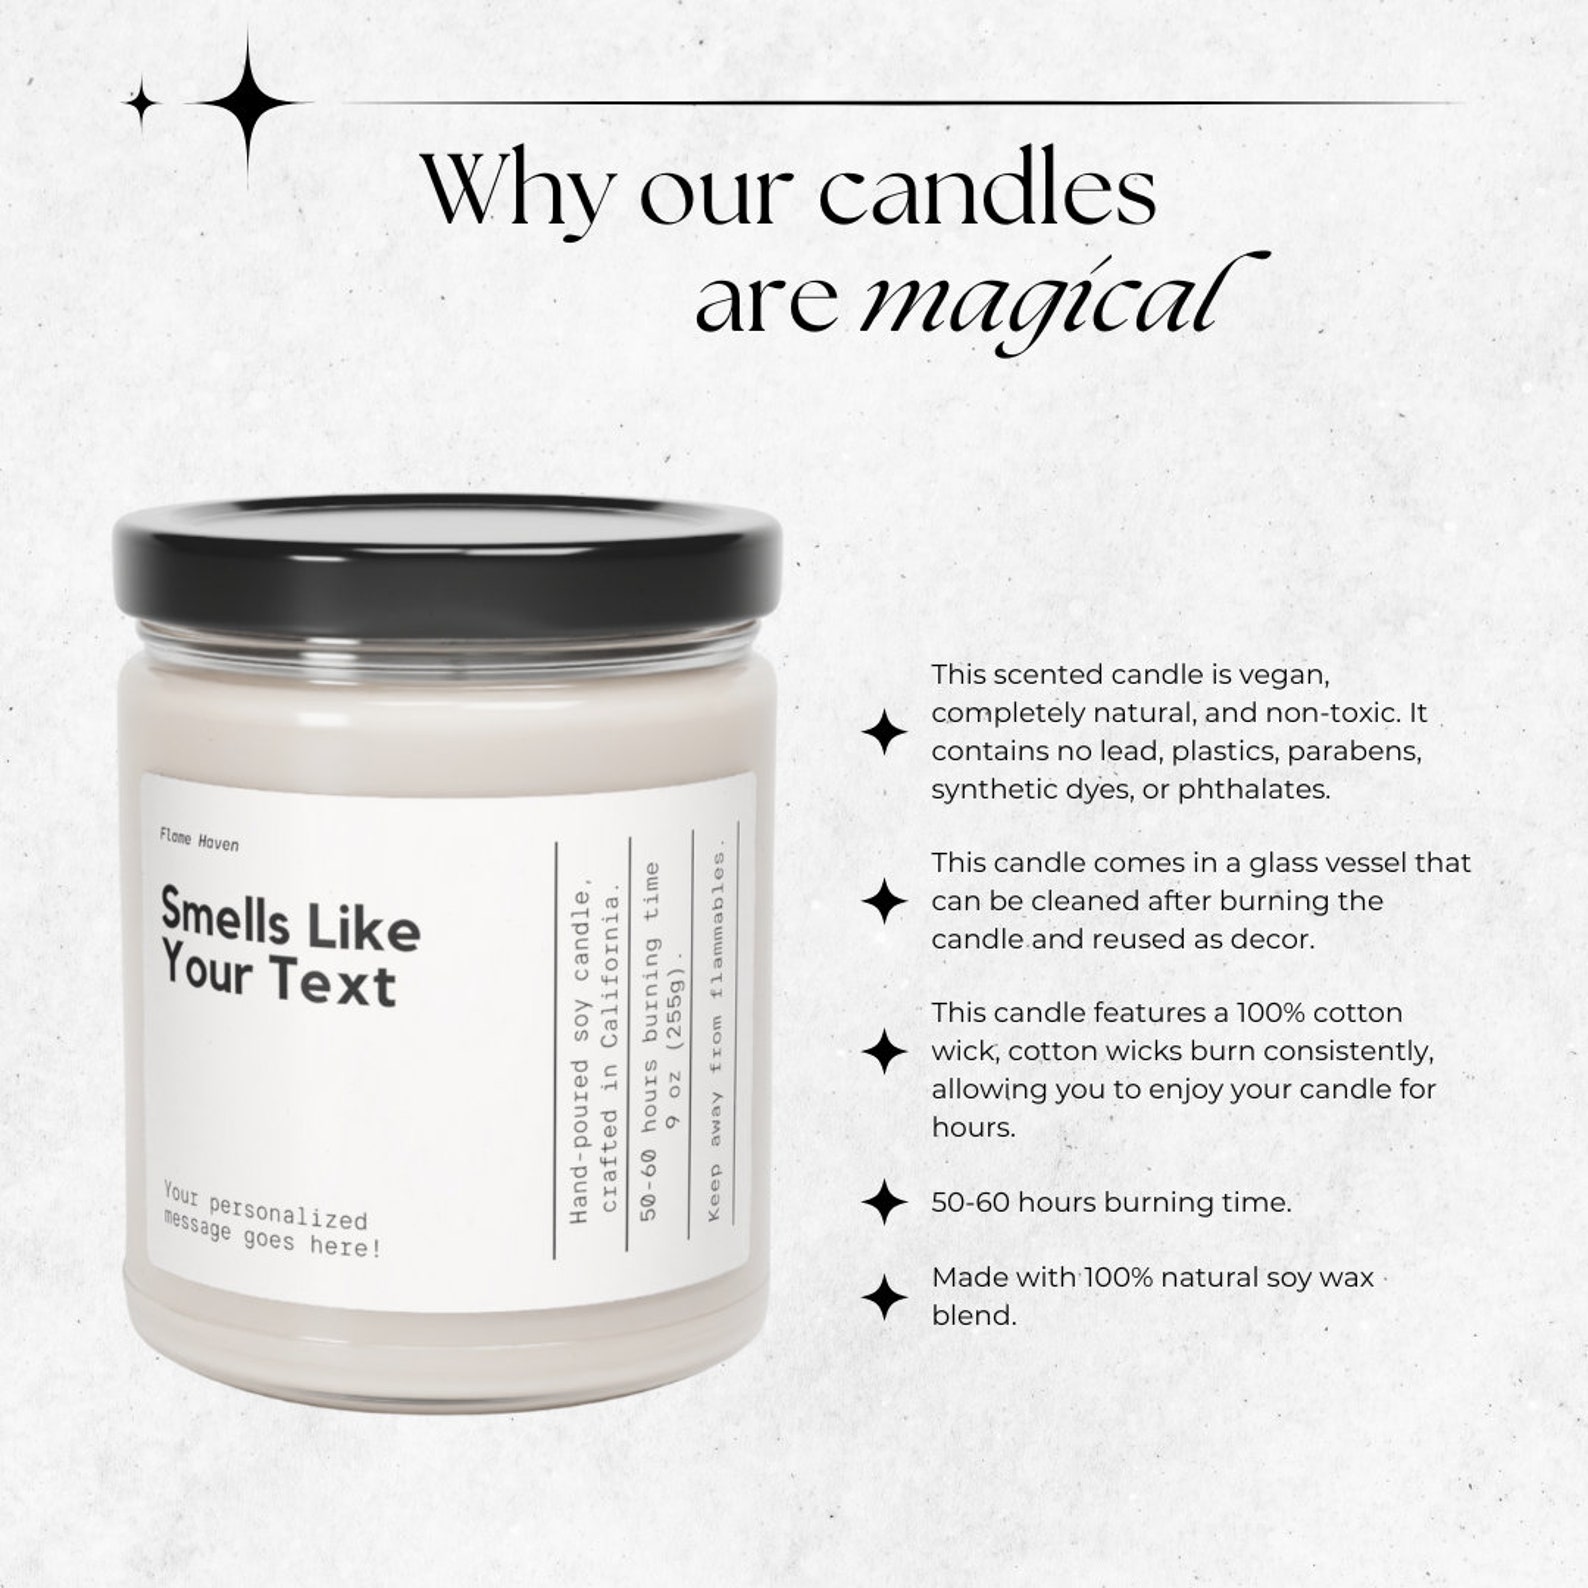 Why our candles
are magical
Flame Haven
Smells Like
Your Text
Your personalized
message goes here!
Hand-poured soy candle,
crafted in California.
50-60 hours burning time
9 oz (255g).
Keep away from flammables.
This scented candle is vegan,
completely natural, and non-toxic. It
contains no lead, plastics, parabens,
synthetic dyes, or phthalates.
This candle comes in a glass vessel that
can be cleaned after burning the
candle and reused as decor.
This candle features a 100% cotton
wick, cotton wicks burn consistently,
allowing you to enjoy your candle for
hours.
50-60 hours burning time.
Made with 100% natural soy wax
blend.